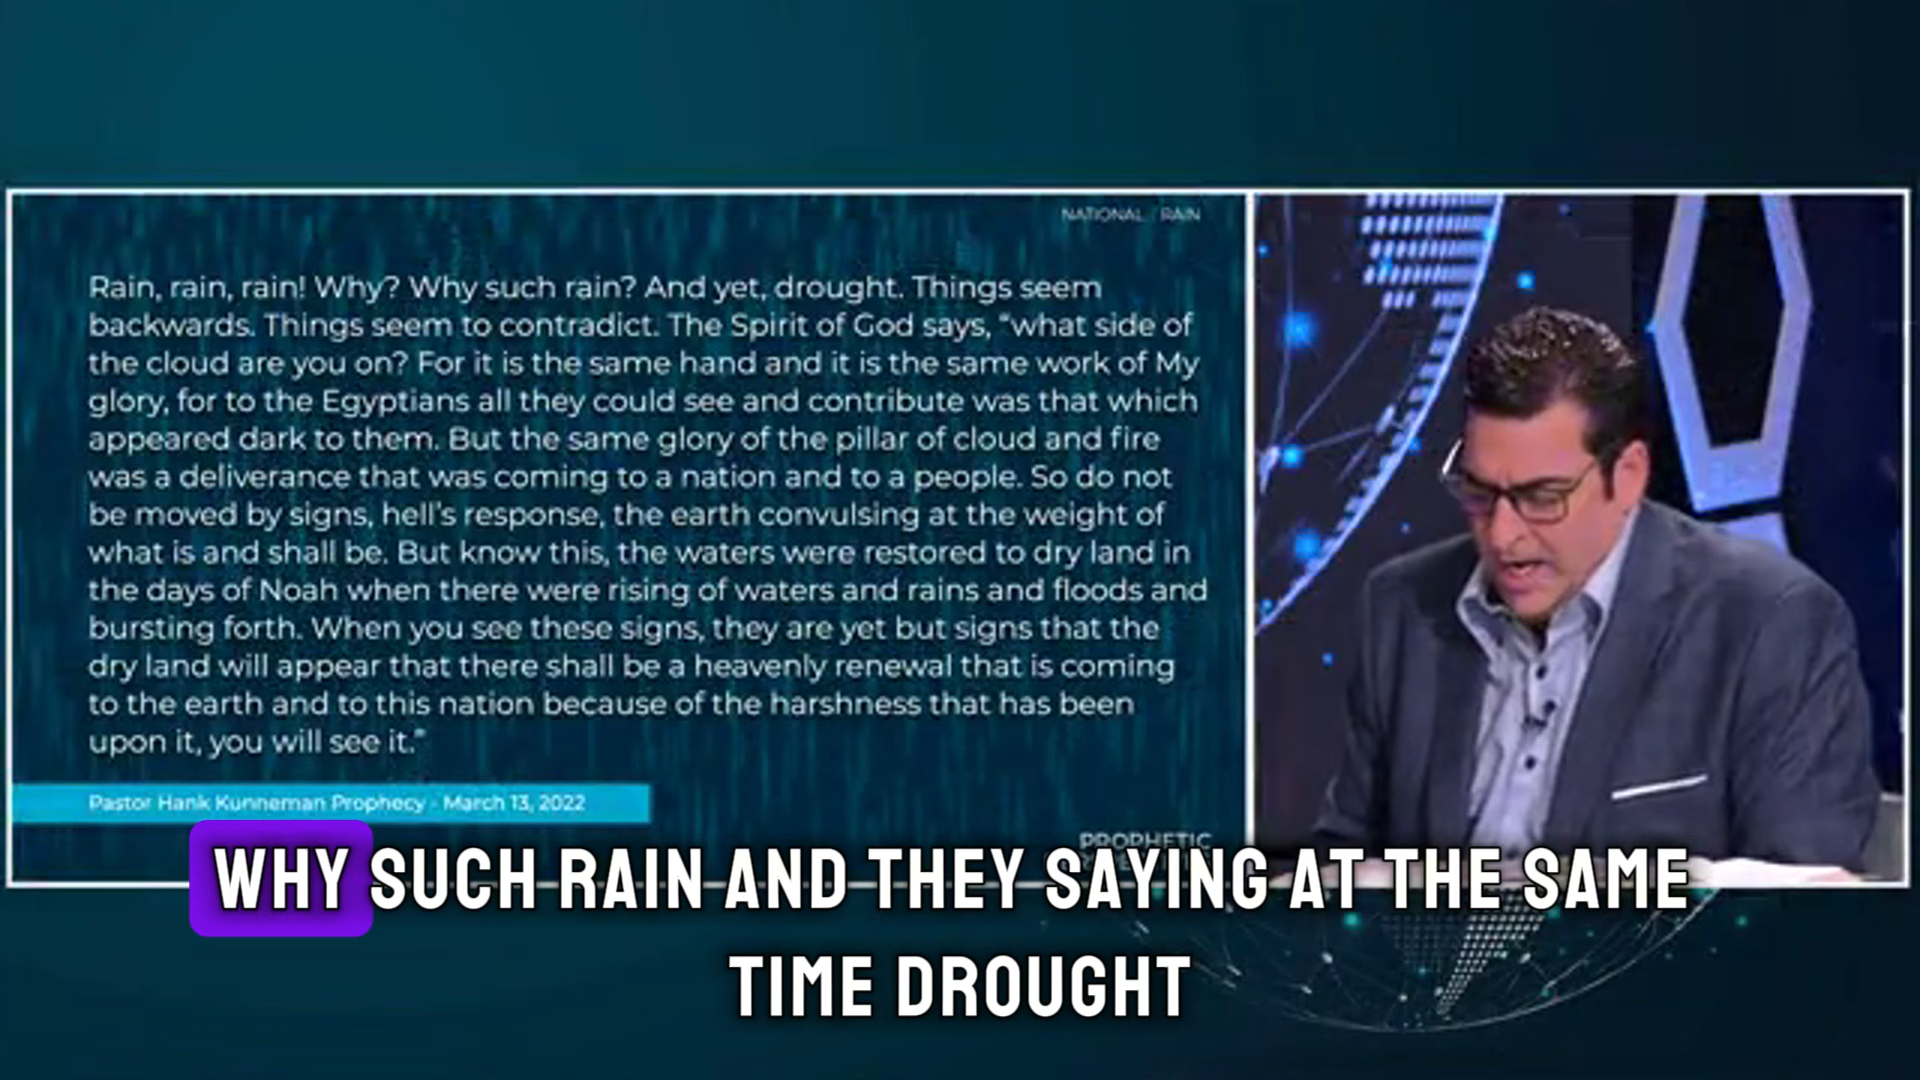 NATIONAL / RAIN
Rain, rain, rain! Why? Why such rain? And yet, drought. Things seem
backwards. Things seem to contradict. The Spirit of God says, “what side of
the cloud are you on? For it is the same hand and it is the same work of My
glory, for to the Egyptians all they could see and contribute was that which
appeared dark to them. But the same glory of the pillar of cloud and fire
was a deliverance that was coming to a nation and to a people. So do not
be moved by signs, hell's response, the earth convulsing at the weight of
what is and shall be. But know this, the waters were restored to dry land in
the days of Noah when there were rising of waters and rains and floods and
bursting forth. When you see these signs, they are yet but signs that the
dry land will appear that there shall be a heavenly renewal that is coming
to the earth and to this nation because of the harshness that has been
upon it, you will see it.”
Pastor Hank Kunneman Prophecy - March 13, 2022
PROPHETIC
WHY SUCH RAIN AND THEY SAYING AT THE SAME
TIME DROUGHT